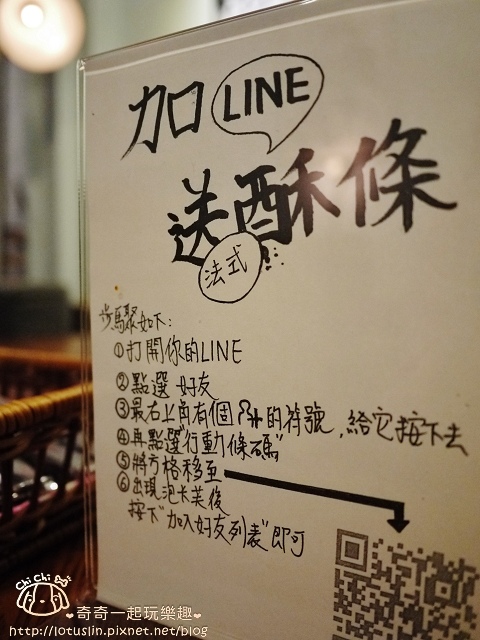 加LINE
送酥條
法式
步驟如下:
①打開你的LINE
②點選 好友
③最右上角有個 的符號，給它按下去
④再點選"行動條碼"
⑤將方格移至
⑥出現泡卡芙後
按下"加入好友列表"即可
Chi Chi
奇奇一起玩樂趣
http://lotuslin.pixnet.net/blog